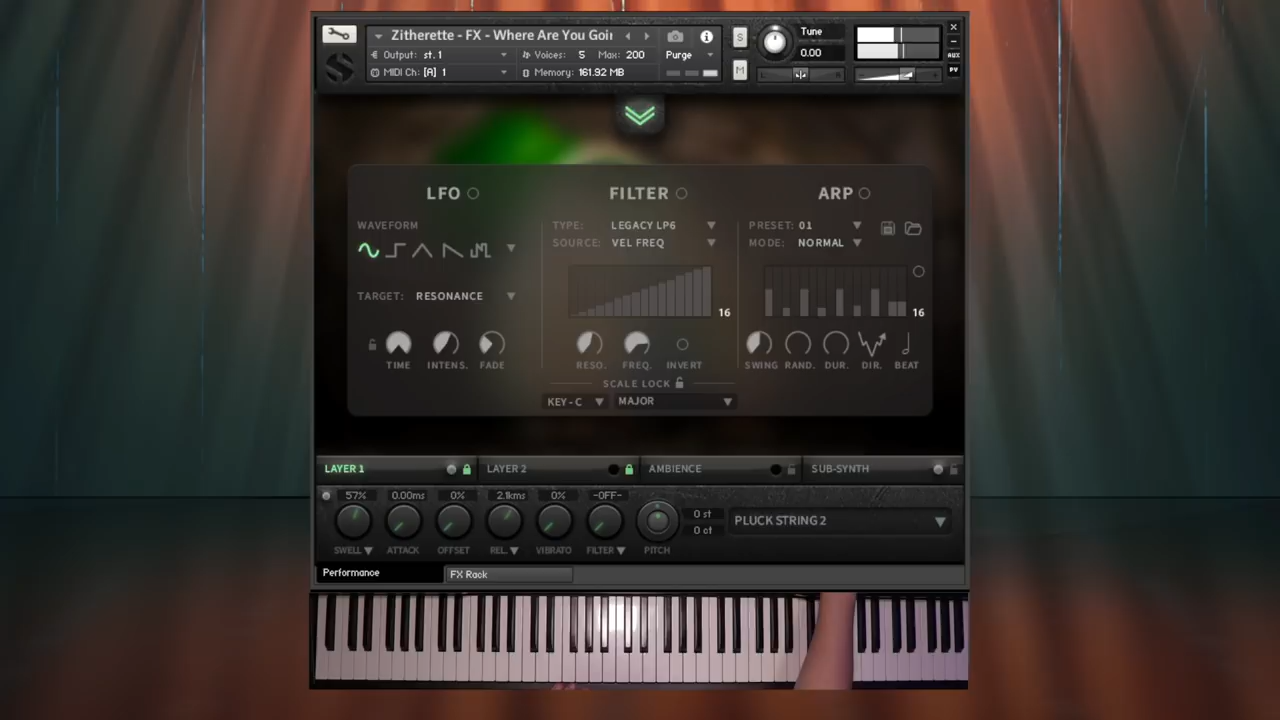 Zitherette - FX - Where Are You Goin
Output: st.1
Voices: 5 Max: 200
Purge
MIDI Ch: [A] 1
Memory: 161.92 MB
S
M
Tune
0.00
L R
AUX
PV
LFO
WAVEFORM
TARGET: RESONANCE
TIME INTENS. FADE
FILTER
TYPE: LEGACY LP6
SOURCE: VEL FREQ
16
RESO. FREQ. INVERT
SCALE LOCK
KEY - C MAJOR
ARP
PRESET: 01
MODE: NORMAL
16
SWING RAND. DUR. DIR. BEAT
LAYER 1 LAYER 2 AMBIENCE SUB-SYNTH
57% 0.00ms 0% 2.1kms 0% -OFF-
0 st
0 ct
PLUCK STRING 2
SWELL ATTACK OFFSET REL. VIBRATO FILTER PITCH
Performance FX Rack